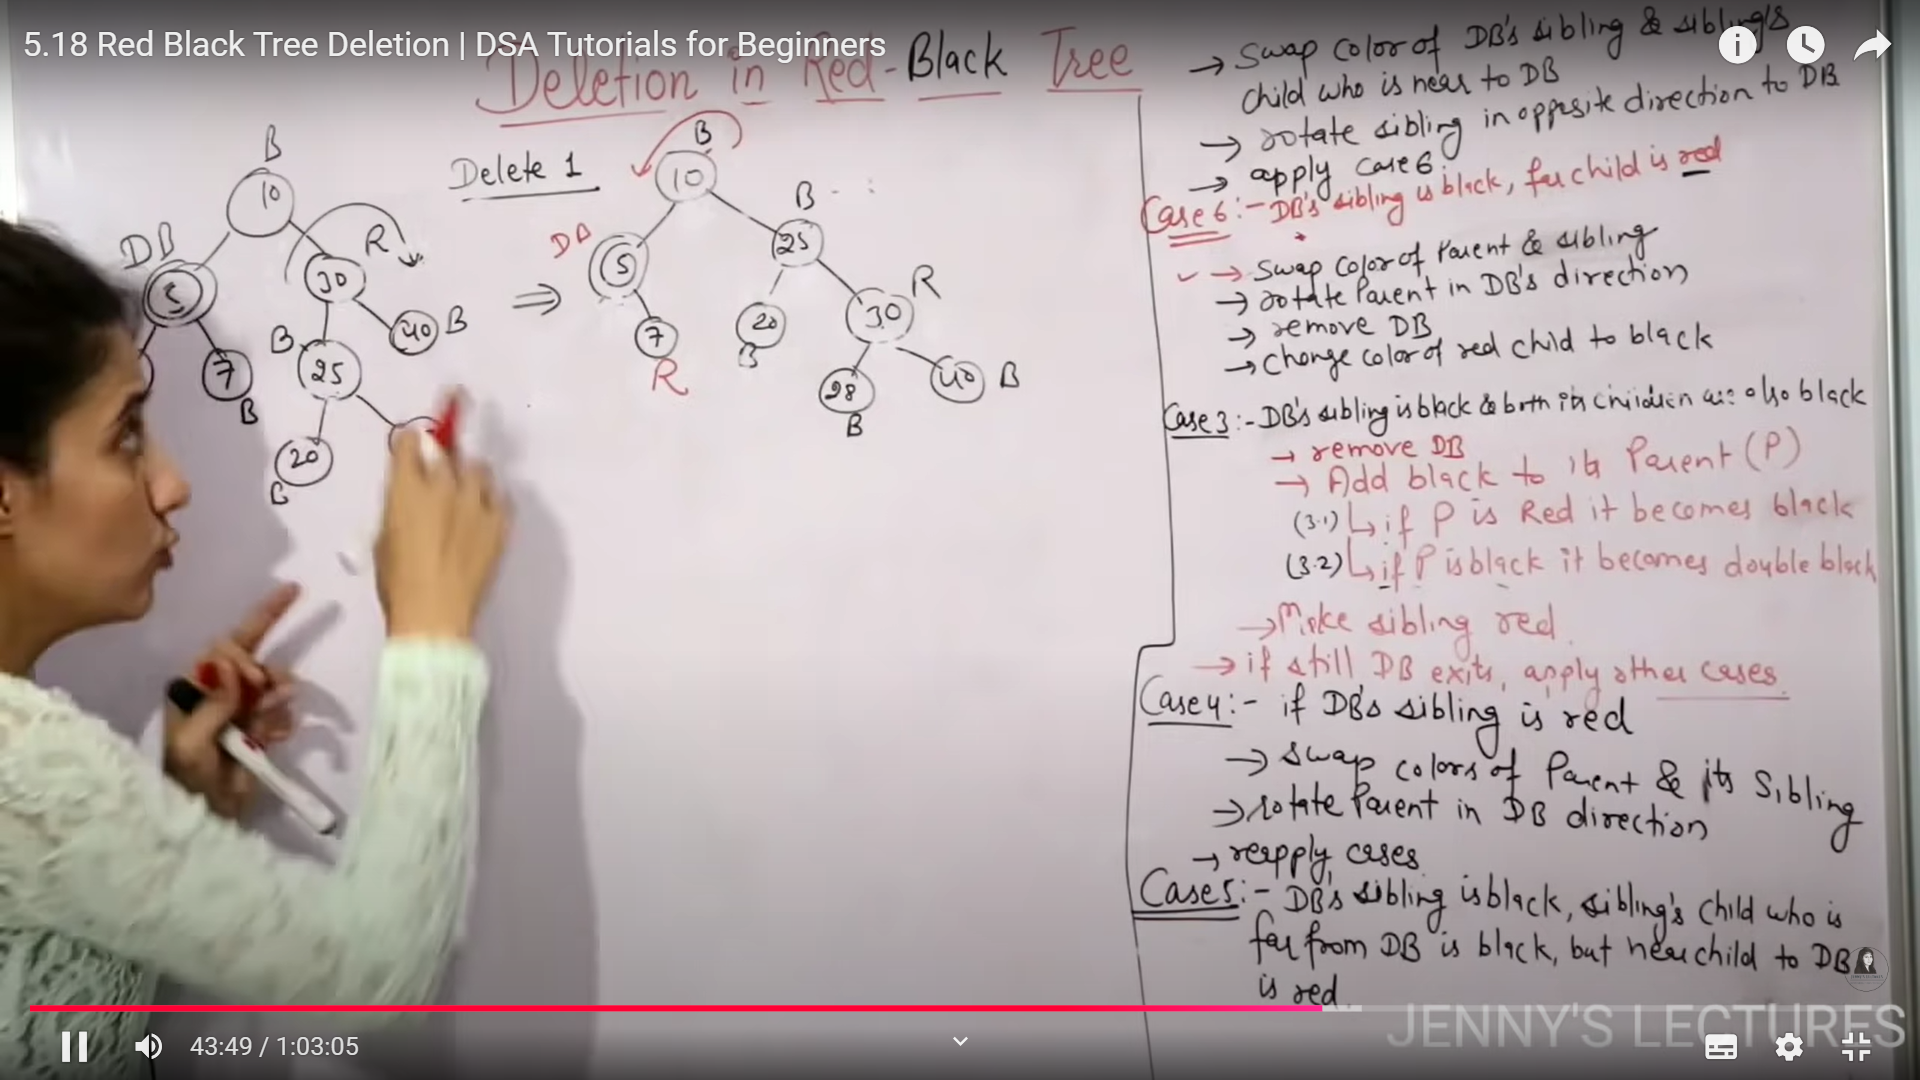 5.18 Red Black Tree Deletion | DSA Tutorials for Beginners
Deletion in Red-Black Tree
Delete 1
B
10
DB
5
R
30
7
B
B
25
40 B
20
B
⇒
B
10
DB
5
7
R
B
25
20
B
R
30
28
B
40 B
→ Swap color of DB's sibling & sibling's
child who is near to DB
→ rotate sibling in opposite direction to DB
→ apply case 6
Case 6:- DB's sibling is black, far child is red
→ swap color of Parent & sibling
→ rotate Parent in DB's direction
→ remove DB
→ change color of red child to black
Case 3:- DB's sibling is black & both its children are also black
→ remove DB
→ Add black to its Parent (P)
(3.1) ↳ if P is Red it becomes black
(3.2) ↳ if P is black it becomes double black
→ Make sibling red.
→ if still DB exits, apply other cases.
Case 4:- if DB's sibling is red
→ swap colors of Parent & its Sibling
→ rotate Parent in DB direction
→ reapply cases
Case 5:- DB's sibling is black, sibling's child who is
far from DB is black, but near child to DB
is red
JENNY'S LECTURES
43:49 / 1:03:05